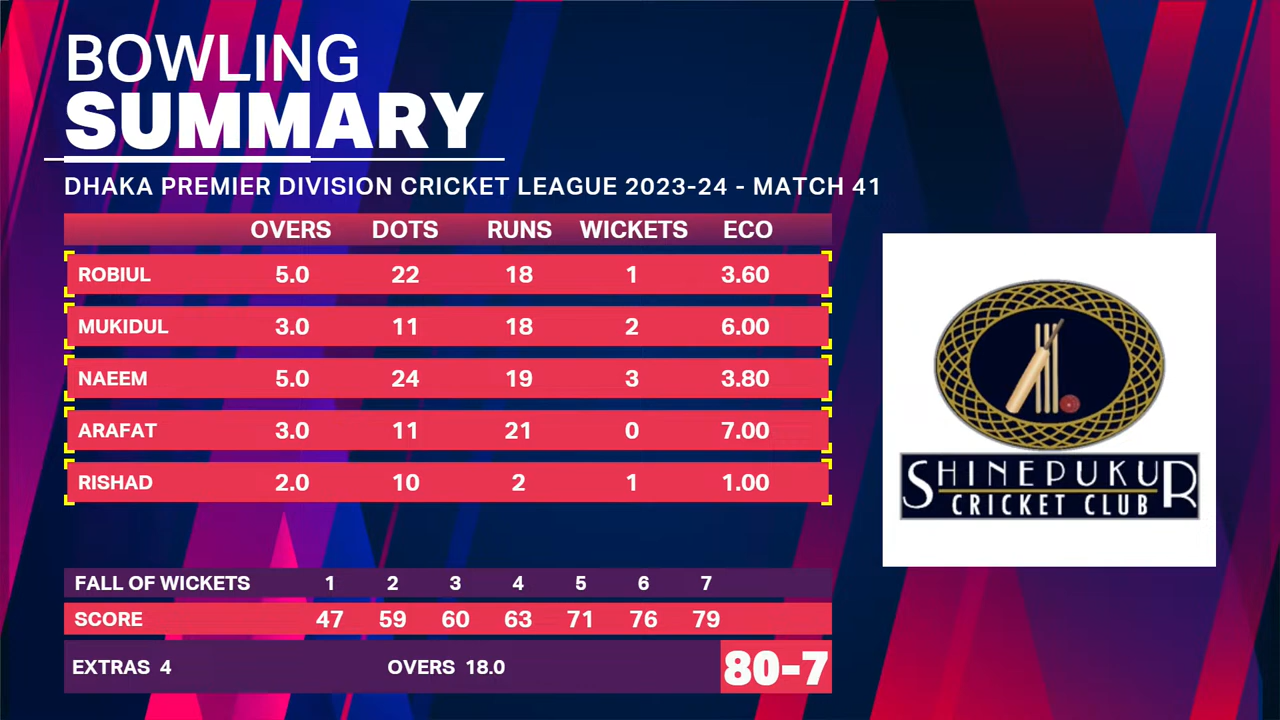 BOWLING
SUMMARY
DHAKA PREMIER DIVISION CRICKET LEAGUE 2023-24 - MATCH 41
OVERS DOTS RUNS WICKETS ECO
ROBIUL 5.0 22 18 1 3.60
MUKIDUL 3.0 11 18 2 6.00
NAEEM 5.0 24 19 3 3.80
ARAFAT 3.0 11 21 0 7.00
RISHAD 2.0 10 2 1 1.00
FALL OF WICKETS 1 2 3 4 5 6 7
SCORE 47 59 60 63 71 76 79
EXTRAS 4 OVERS 18.0 80-7
SHINEPUKUR
CRICKET CLUB